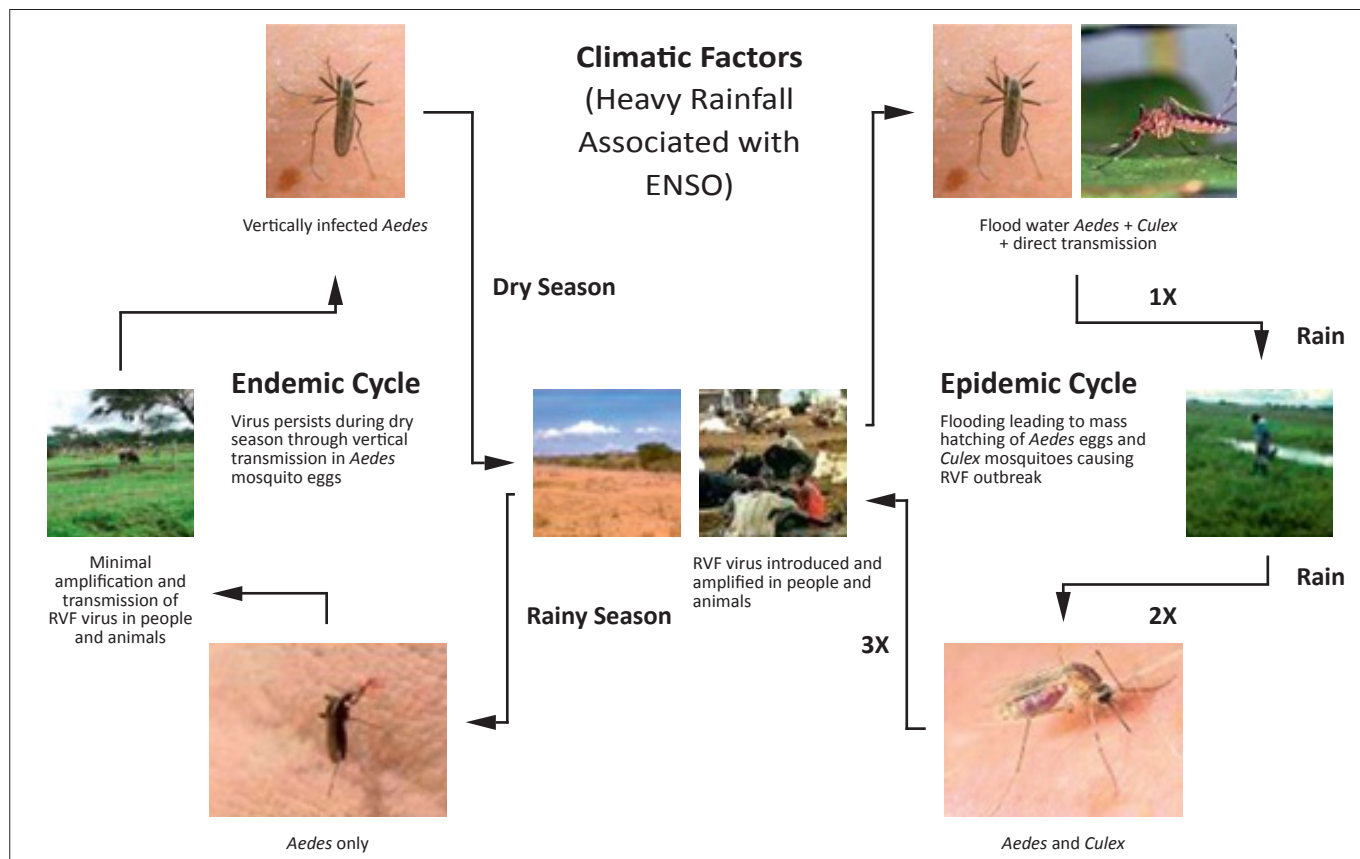 Climatic Factors
(Heavy Rainfall
Associated with
ENSO)
Vertically infected Aedes
Flood water Aedes + Culex
+ direct transmission
Dry Season
1X
Rain
Endemic Cycle
Virus persists during dry
season through vertical
transmission in Aedes
mosquito eggs
Epidemic Cycle
Flooding leading to mass
hatching of Aedes eggs and
Culex mosquitoes causing
RVF outbreak
Minimal
amplification and
transmission of
RVF virus in people
and animals
RVF virus introduced and
amplified in people and
animals
Rain
Rainy Season
2X
3X
Aedes only
Aedes and Culex